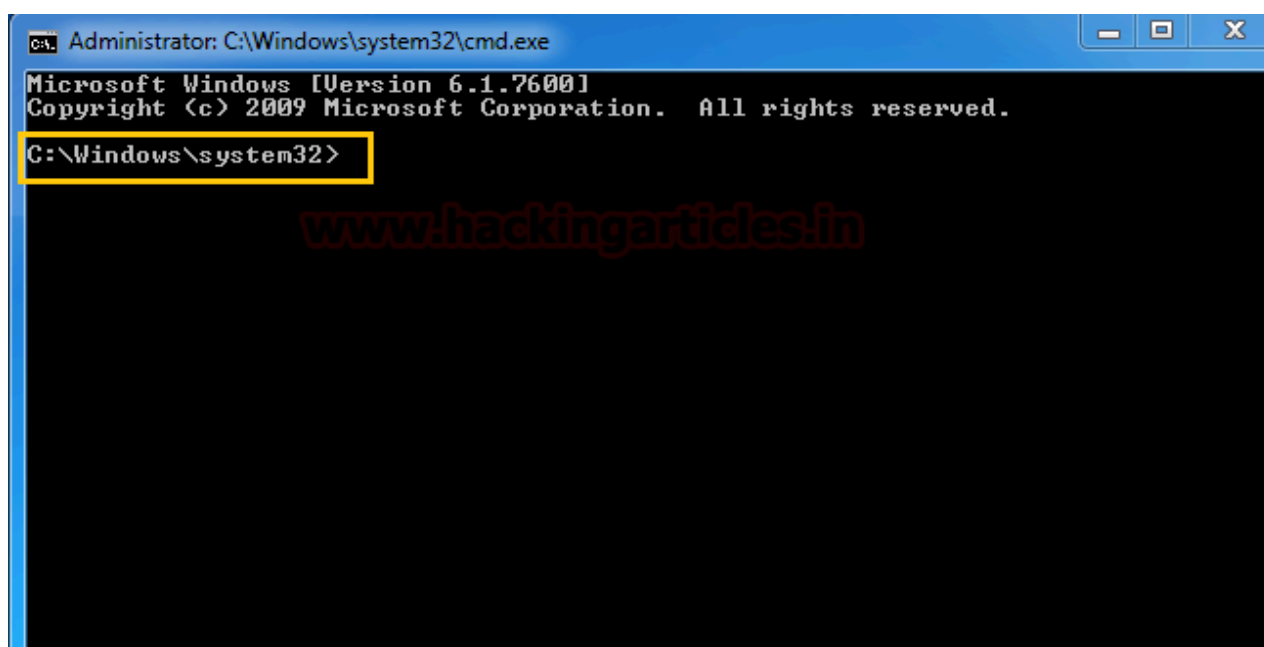 Administrator: C:\Windows\system32\cmd.exe
Microsoft Windows [Version 6.1.7600]
Copyright (c) 2009 Microsoft Corporation.  All rights reserved.
C:\Windows\system32>
www.hackingarticles.in